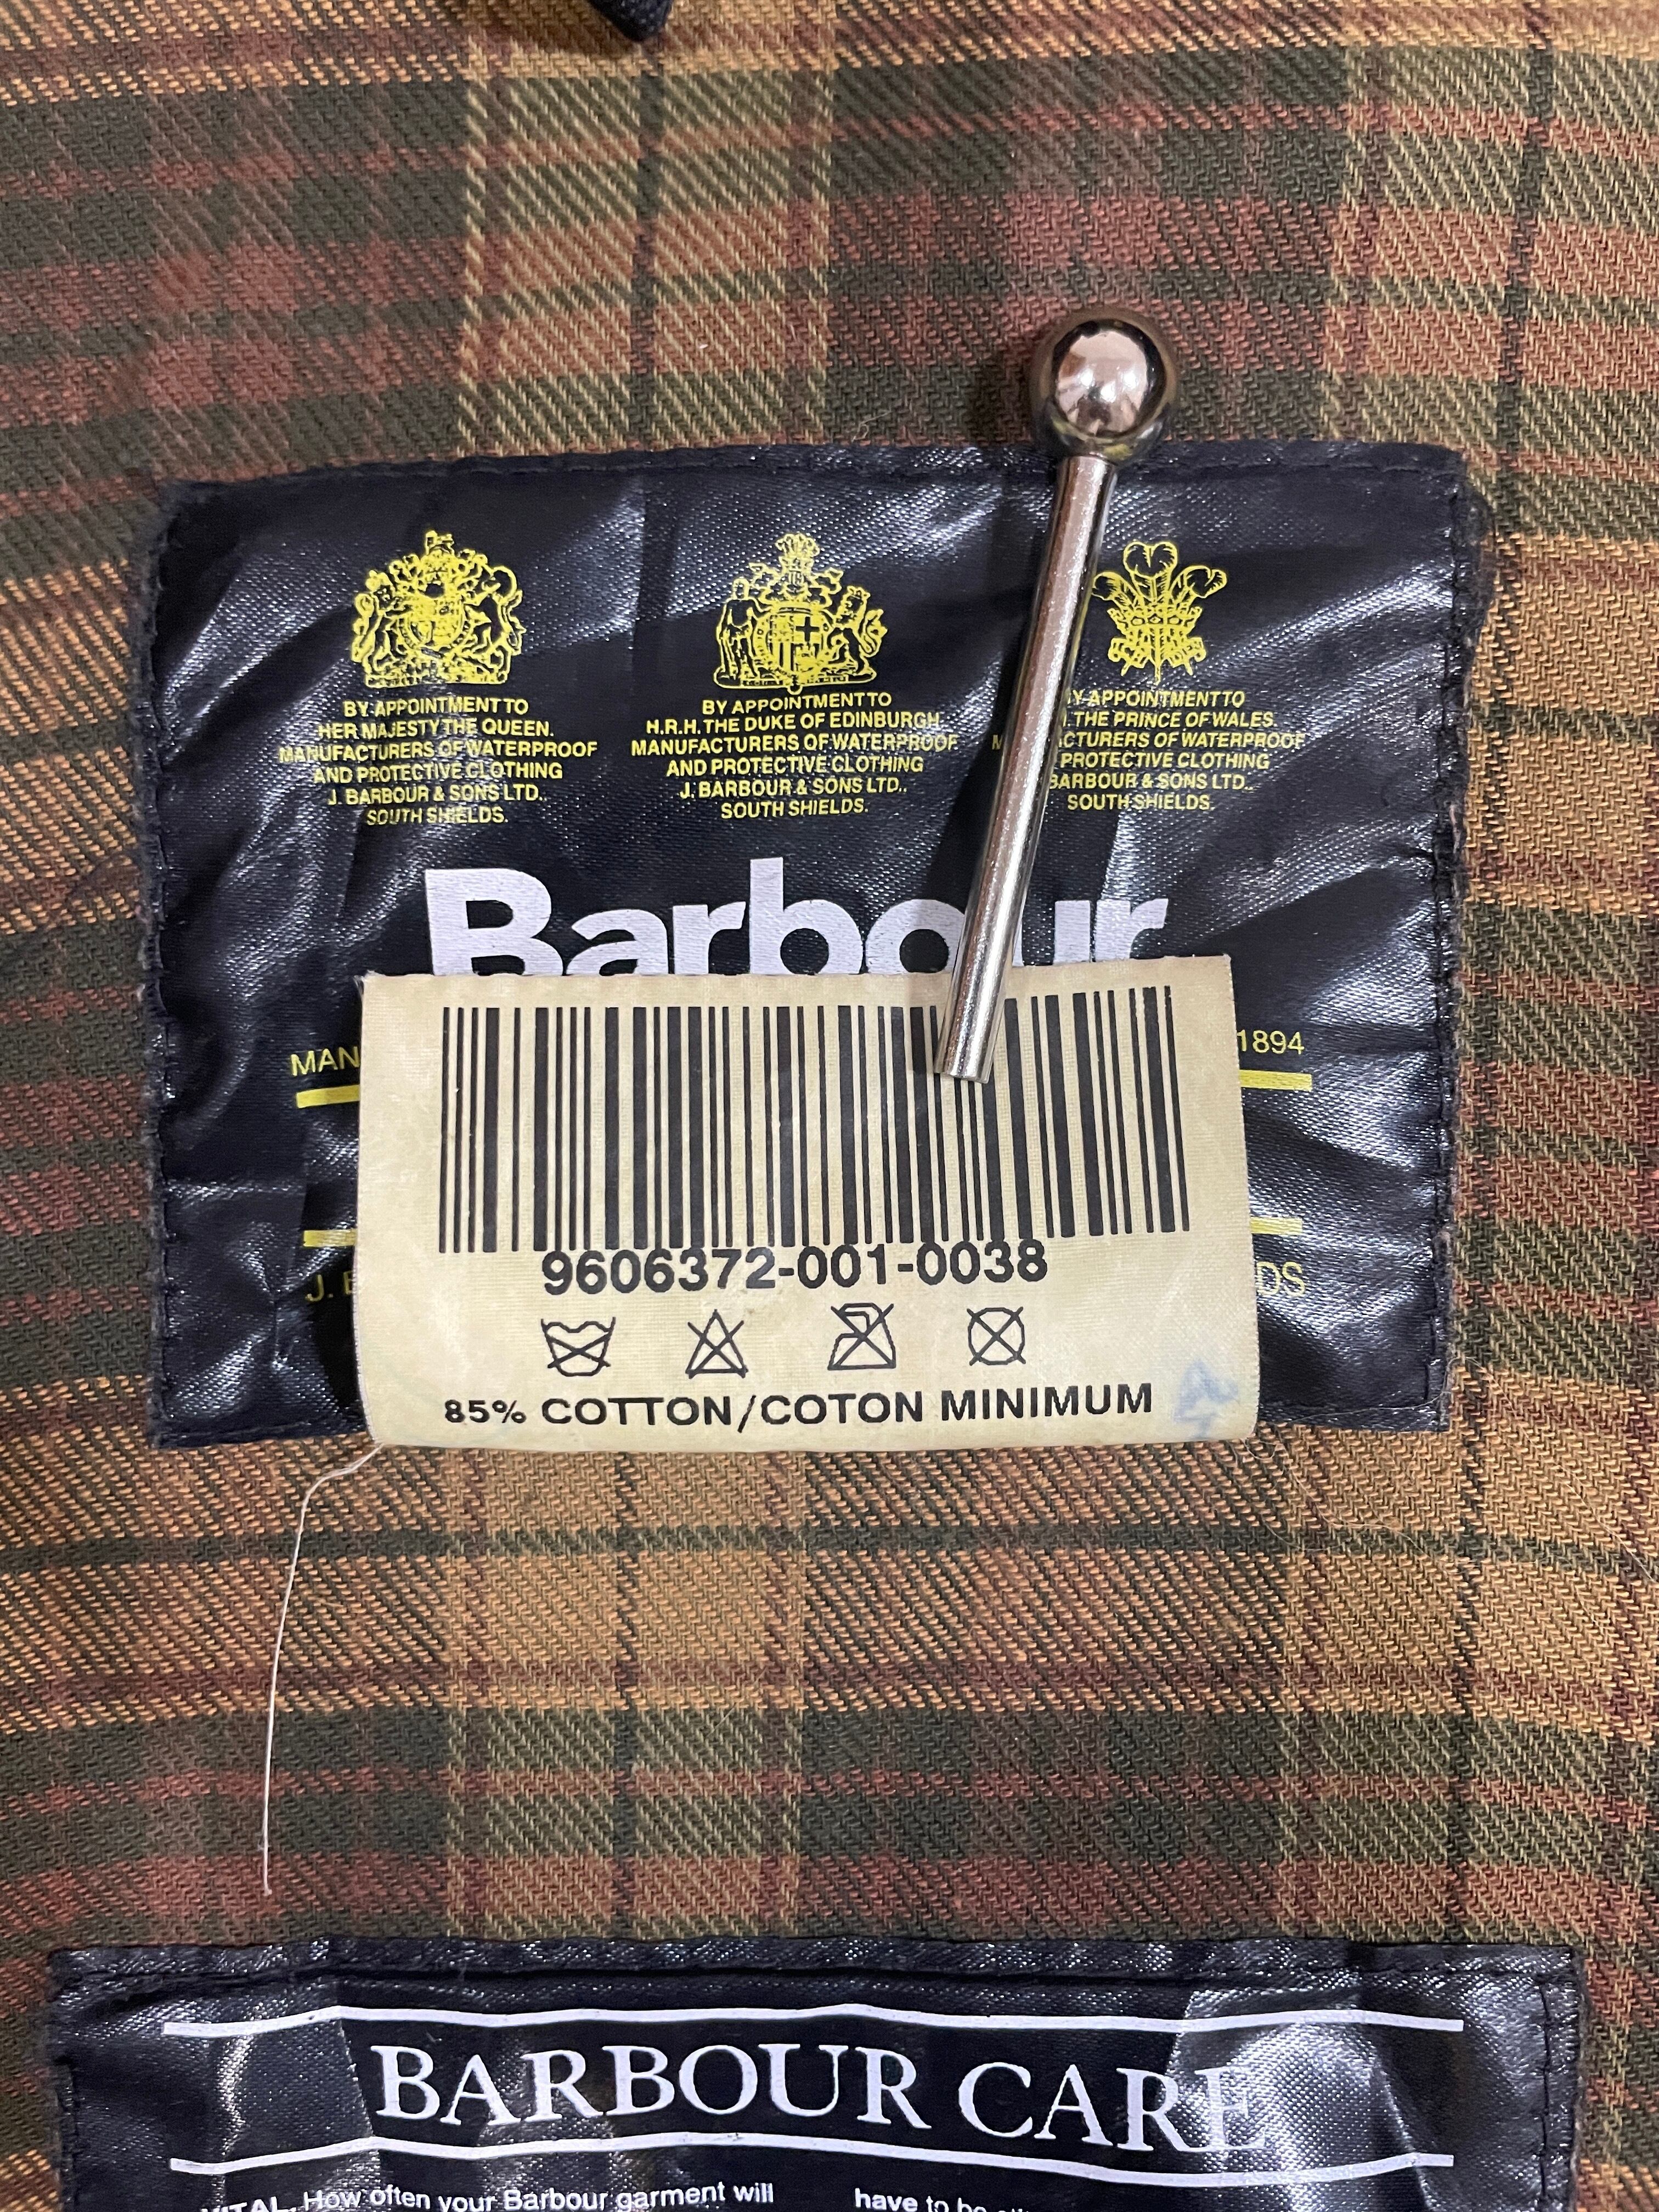 BY APPOINTMENT TO
HER MAJESTY THE QUEEN.
MANUFACTURERS OF WATERPROOF
AND PROTECTIVE CLOTHING
J. BARBOUR & SONS LTD.,
SOUTH SHIELDS.
BY APPOINTMENT TO
H.R.H. THE DUKE OF EDINBURGH.
MANUFACTURERS OF WATERPROOF
AND PROTECTIVE CLOTHING
J. BARBOUR & SONS LTD.,
SOUTH SHIELDS.
APPOINTMENT TO
THE PRINCE OF WALES.
OF WATERPROOF
PROTECTIVE CLOTHING
BARBOUR & SONS LTD.,
SOUTH SHIELDS.
Barbour
1894
9606372-001-0038
85% COTTON/COTON MINIMUM
BARBOUR CARE
VITAL. How often your Barbour garment will
have to be